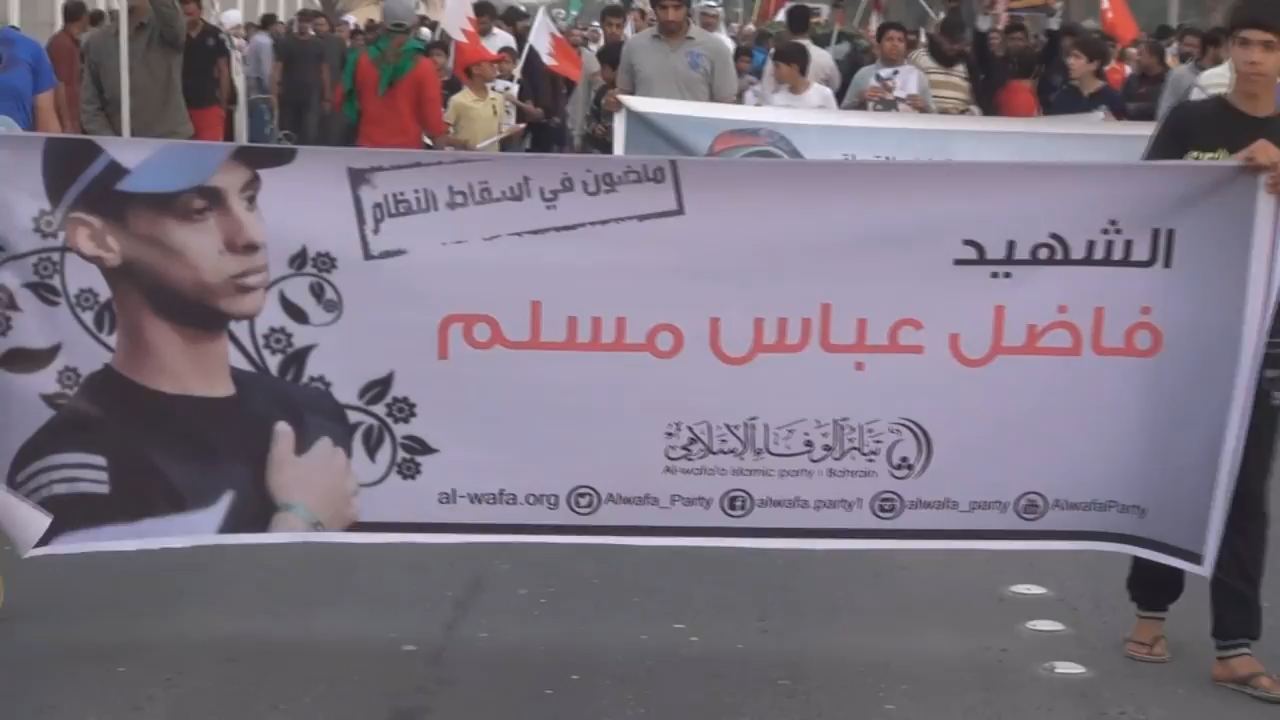 ماضون في اسقاط النظام
الشهيد
فاضل عباس مسلم
تيار الوفاء الإسلامي
Al-wafa'a islamic party | Bahrain
al-wafa.org Alwafa_Party alwafa.party1 alwafa_party AlwafaParty